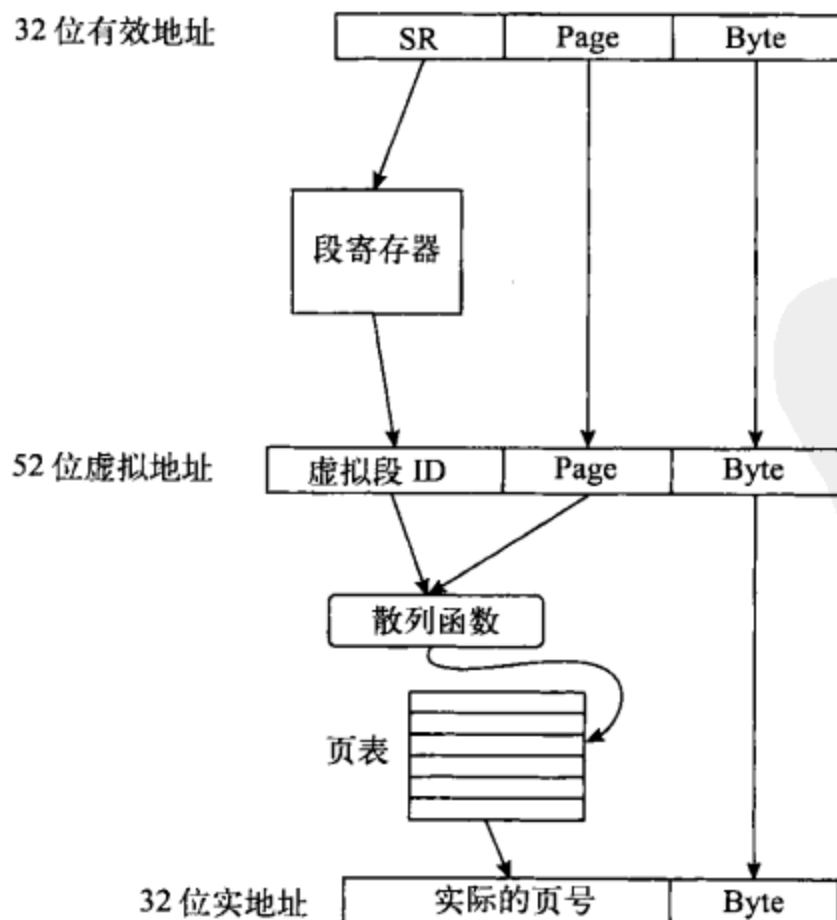 32 位有效地址 SR Page Byte
段寄存器
52 位虚拟地址 虚拟段 ID Page Byte
散列函数
页表
32 位实地址 实际的页号 Byte